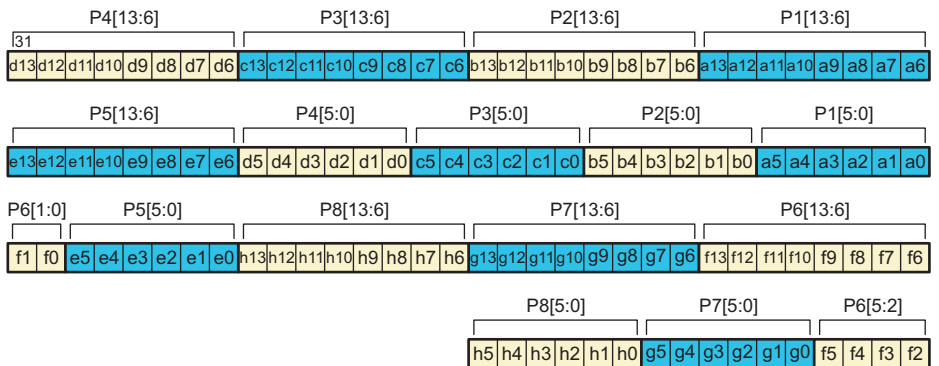 P4[13:6] P3[13:6] P2[13:6] P1[13:6]
31
d13 d12 d11 d10 d9 d8 d7 d6 c13 c12 c11 c10 c9 c8 c7 c6 b13 b12 b11 b10 b9 b8 b7 b6 a13 a12 a11 a10 a9 a8 a7 a6
P5[13:6] P4[5:0] P3[5:0] P2[5:0] P1[5:0]
e13 e12 e11 e10 e9 e8 e7 e6 d5 d4 d3 d2 d1 d0 c5 c4 c3 c2 c1 c0 b5 b4 b3 b2 b1 b0 a5 a4 a3 a2 a1 a0
P6[1:0] P5[5:0] P8[13:6] P7[13:6] P6[13:6]
f1 f0 e5 e4 e3 e2 e1 e0 h13 h12 h11 h10 h9 h8 h7 h6 g13 g12 g11 g10 g9 g8 g7 g6 f13 f12 f11 f10 f9 f8 f7 f6
P8[5:0] P7[5:0] P6[5:2]
h5 h4 h3 h2 h1 h0 g5 g4 g3 g2 g1 g0 f5 f4 f3 f2